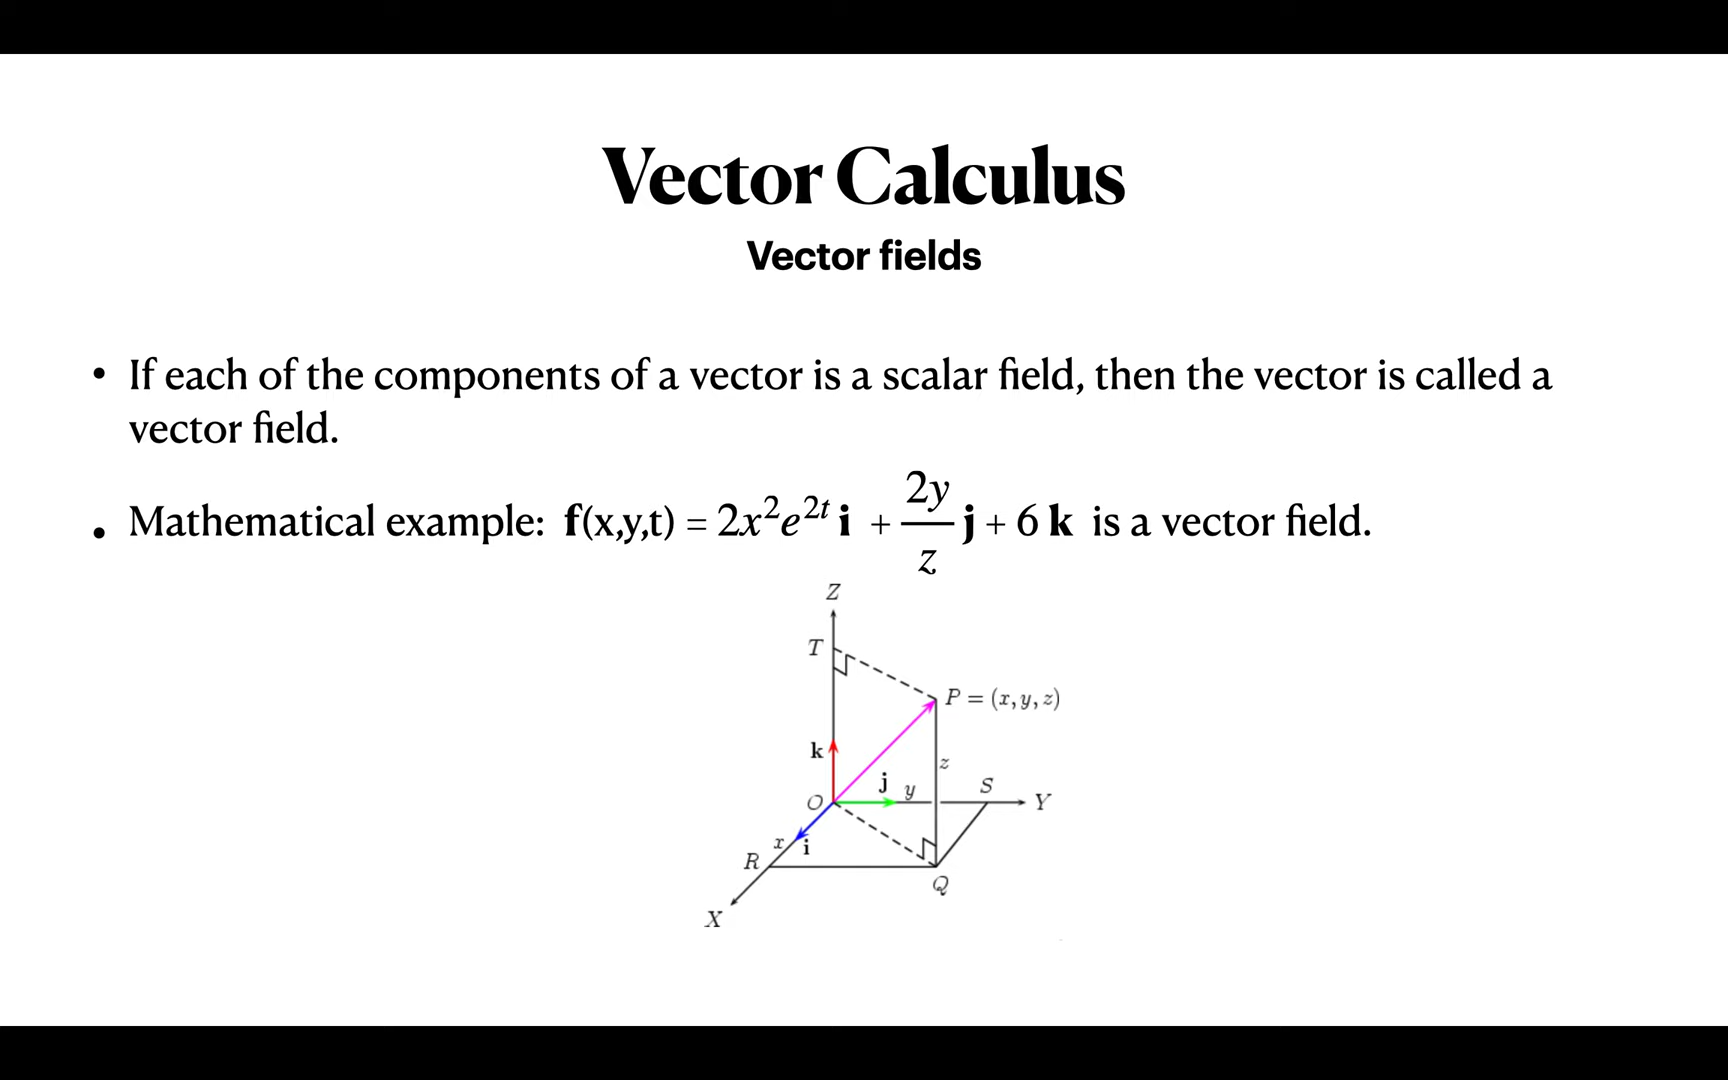 Vector Calculus
Vector fields
• If each of the components of a vector is a scalar field, then the vector is called a
vector field.
• Mathematical example: f(x,y,t) = 2x²e²ᵗ i + 2y/z j + 6 k is a vector field.
Z
T
P = (x, y, z)
k
z
j
y
S
O
Y
x
i
R
Q
X